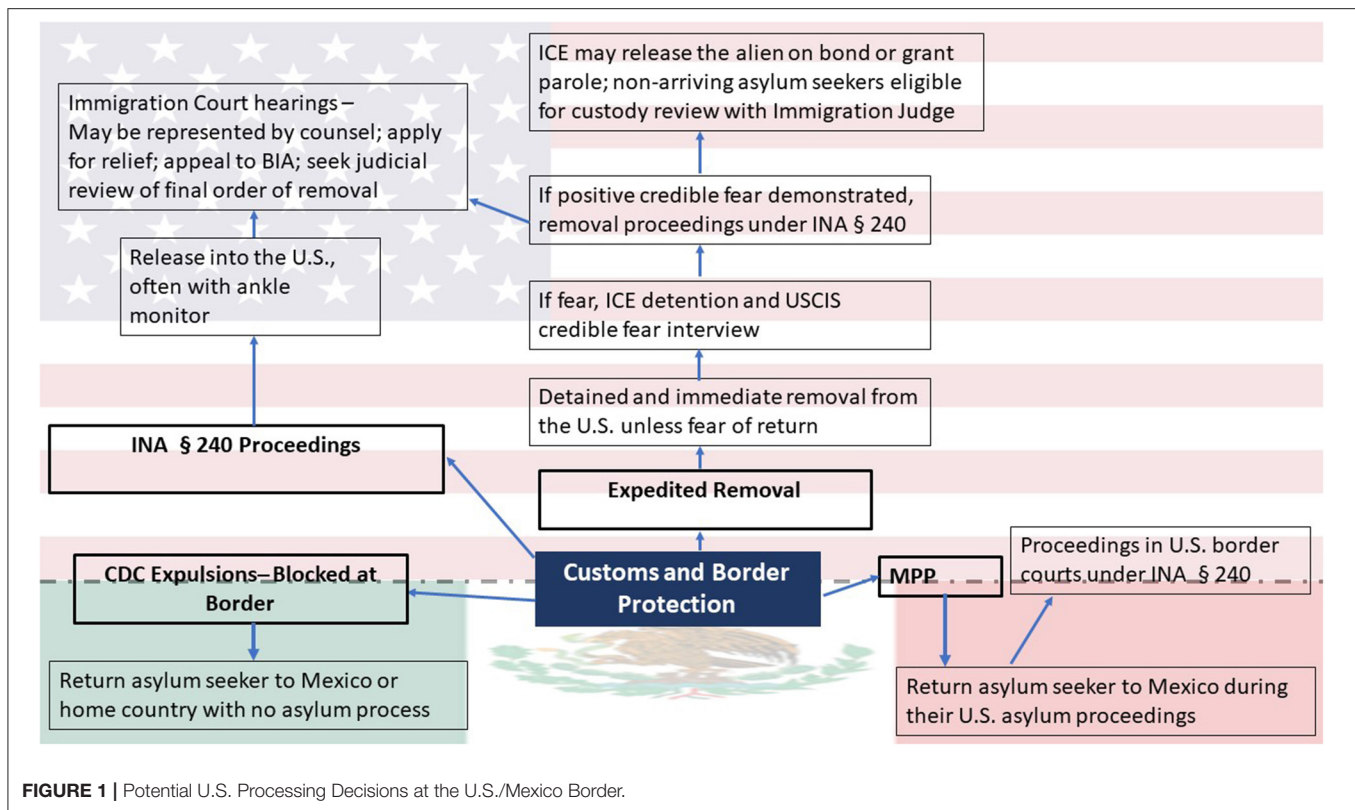 ICE may release the alien on bond or grant
parole; non-arriving asylum seekers eligible
for custody review with Immigration Judge
Immigration Court hearings –
May be represented by counsel; apply
for relief; appeal to BIA; seek judicial
review of final order of removal
If positive credible fear demonstrated,
removal proceedings under INA § 240
Release into the U.S.,
often with ankle
monitor
If fear, ICE detention and USCIS
credible fear interview
Detained and immediate removal from
the U.S. unless fear of return
INA § 240 Proceedings
Expedited Removal
CDC Expulsions–Blocked at
Border
Customs and Border
Protection
MPP
Proceedings in U.S. border
courts under INA § 240
Return asylum seeker to Mexico or
home country with no asylum process
Return asylum seeker to Mexico during
their U.S. asylum proceedings
FIGURE 1 | Potential U.S. Processing Decisions at the U.S./Mexico Border.